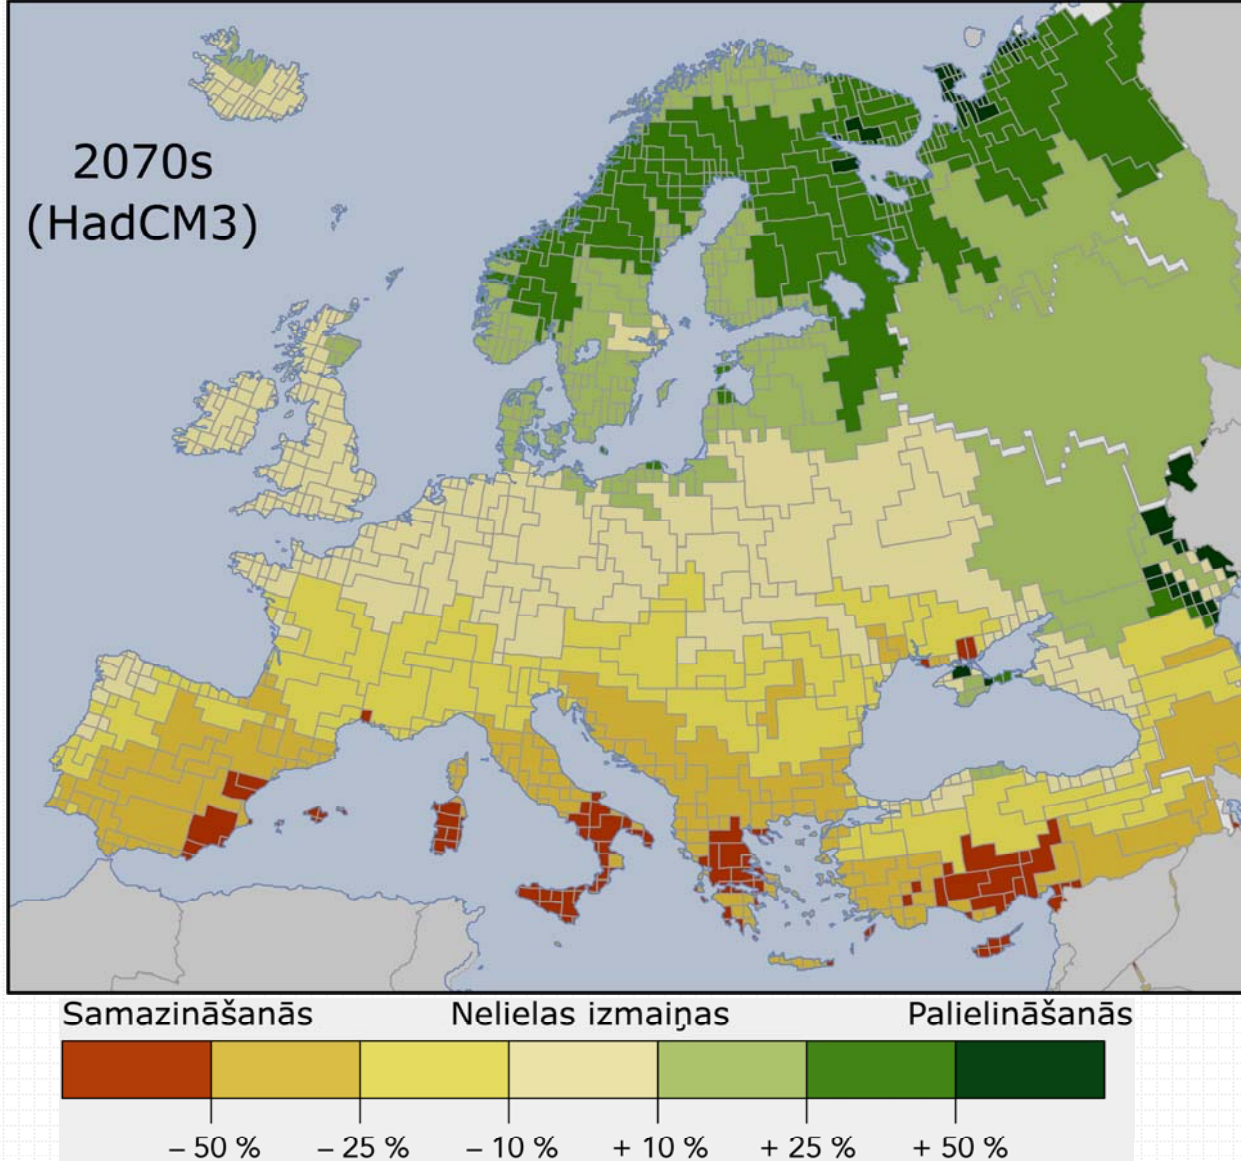 2070s
(HadCM3)
Samazināšanās Nelielas izmaiņas Palielināšanās
– 50 % – 25 % – 10 % + 10 % + 25 % + 50 %